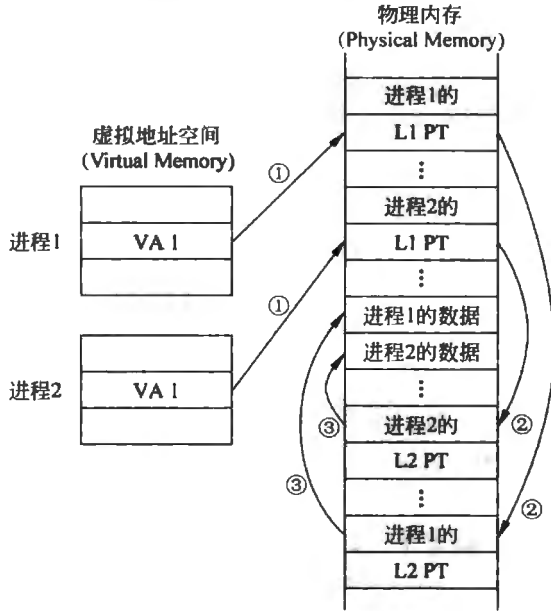 物理内存
(Physical Memory)
虚拟地址空间
(Virtual Memory)
进程1
VA 1
进程2
VA 1
①
①
进程1的
L1 PT
⋮
进程2的
L1 PT
⋮
进程1的数据
进程2的数据
⋮
进程2的
L2 PT
⋮
进程1的
L2 PT
③
②
③
②